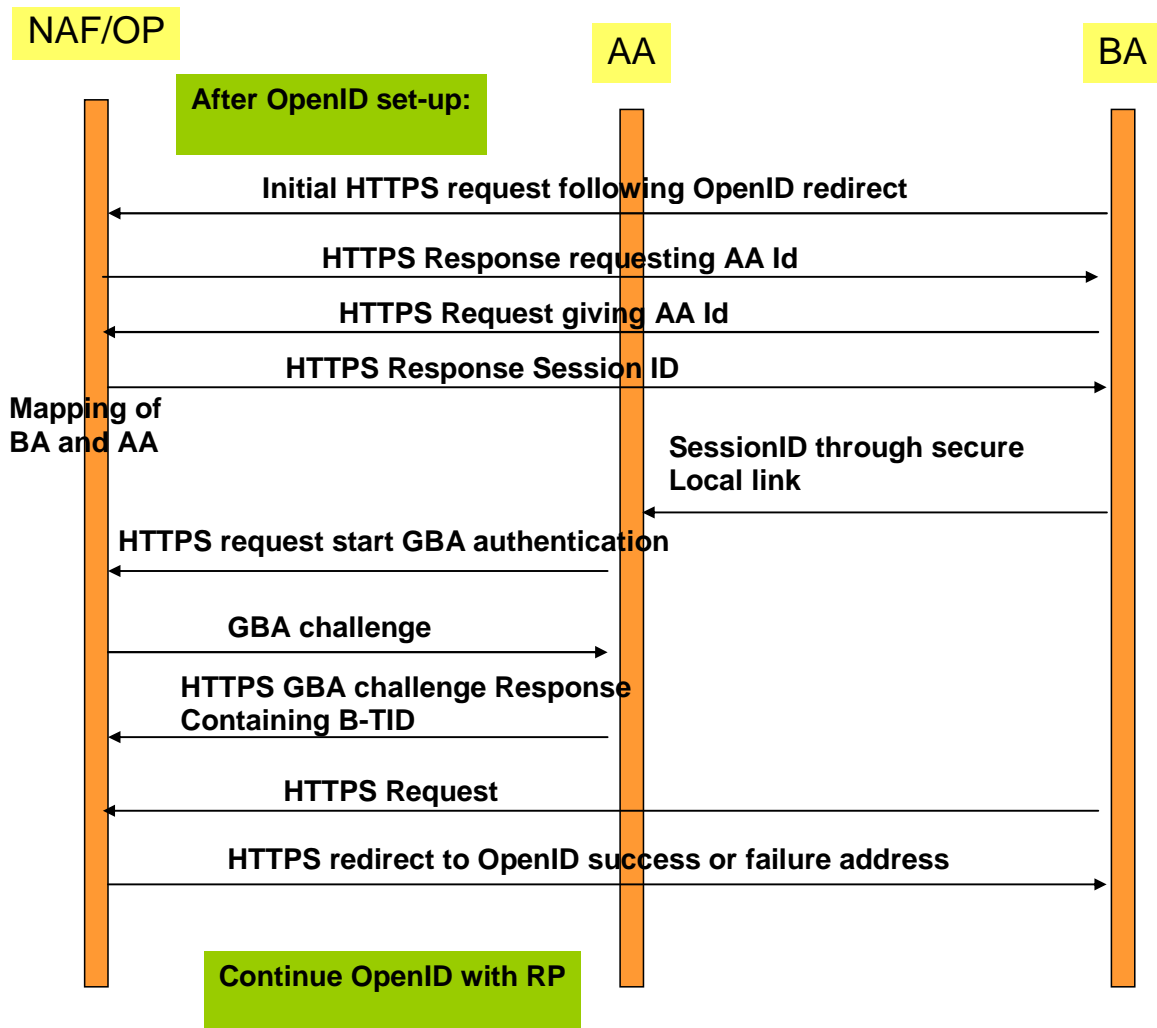 NAF/OP
AA
BA
After OpenID set-up:
Initial HTTPS request following OpenID redirect
HTTPS Response requesting AA Id
HTTPS Request giving AA Id
HTTPS Response Session ID
Mapping of
BA and AA
SessionID through secure
Local link
HTTPS request start GBA authentication
GBA challenge
HTTPS GBA challenge Response
Containing B-TID
HTTPS Request
HTTPS redirect to OpenID success or failure address
Continue OpenID with RP